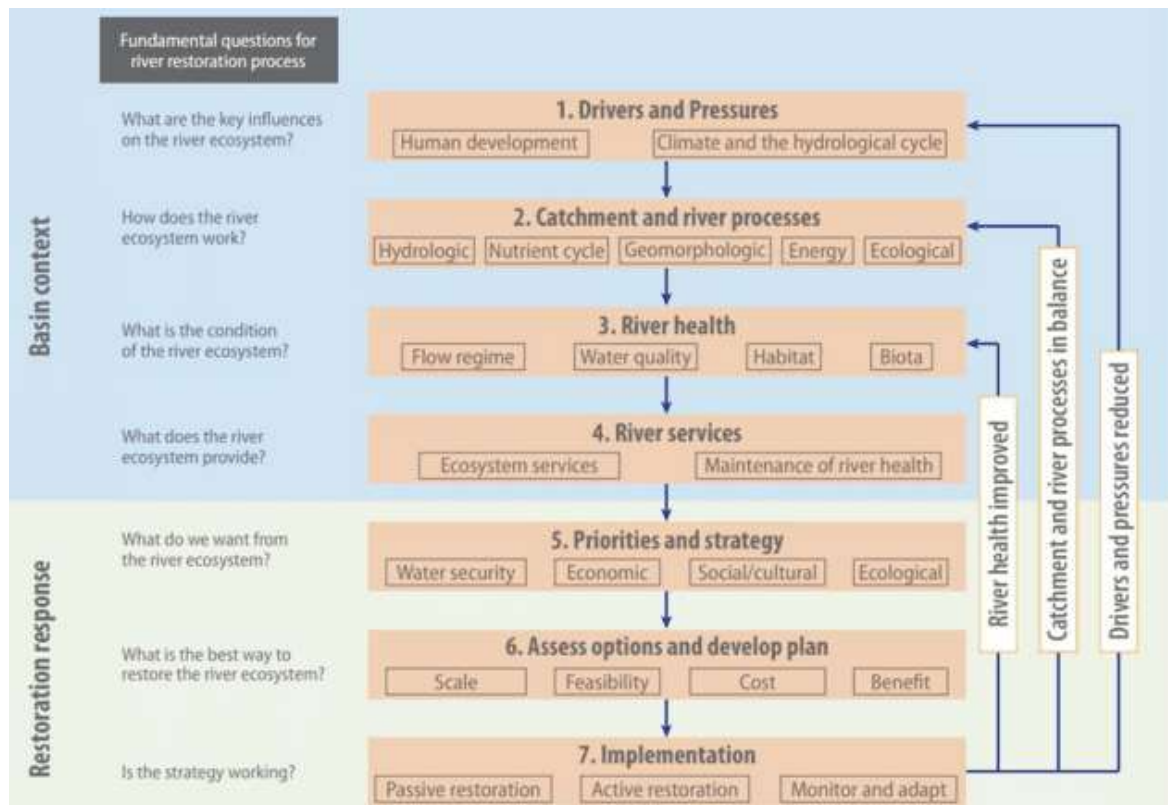 Fundamental questions for
river restoration process
Basin context
What are the key influences
on the river ecosystem?
1. Drivers and Pressures
Human development
Climate and the hydrological cycle
How does the river
ecosystem work?
2. Catchment and river processes
Hydrologic
Nutrient cycle
Geomorphologic
Energy
Ecological
What is the condition
of the river ecosystem?
3. River health
Flow regime
Water quality
Habitat
Biota
What does the river
ecosystem provide?
4. River services
Ecosystem services
Maintenance of river health
Restoration response
What do we want from
the river ecosystem?
5. Priorities and strategy
Water security
Economic
Social/cultural
Ecological
What is the best way to
restore the river ecosystem?
6. Assess options and develop plan
Scale
Feasibility
Cost
Benefit
Is the strategy working?
7. Implementation
Passive restoration
Active restoration
Monitor and adapt
River health improved
Catchment and river processes in balance
Drivers and pressures reduced